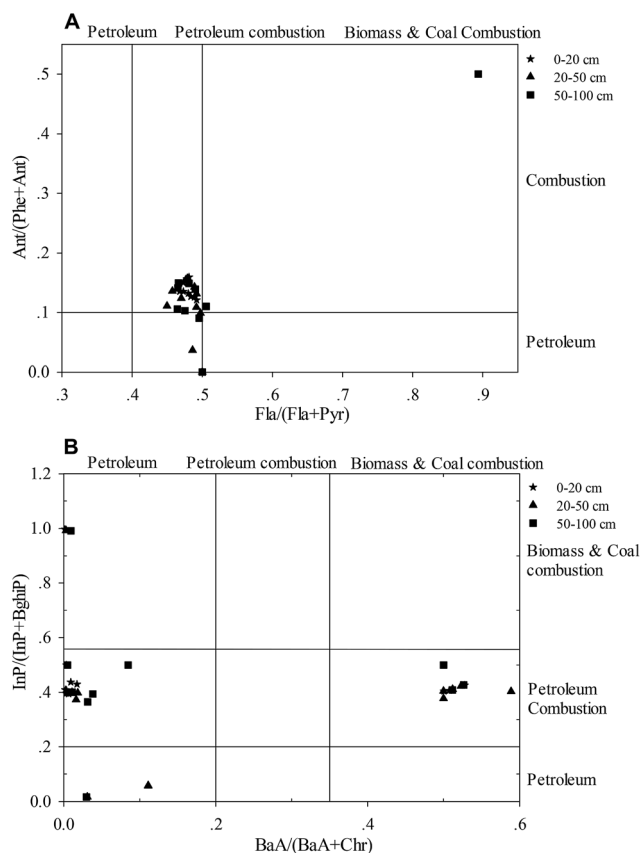 A
Petroleum Petroleum combustion Biomass & Coal Combustion
.5
.4
.3
.2
.1
0.0
Ant/(Phe+Ant)
0-20 cm
20-50 cm
50-100 cm
Combustion
Petroleum
.3 .4 .5 .6 .7 .8 .9
Fla/(Fla+Pyr)
B
Petroleum Petroleum combustion Biomass & Coal combustion
1.2
1.0
.8
.6
.4
.2
0.0
InP/(InP+BghiP)
0-20 cm
20-50 cm
50-100 cm
Biomass & Coal
combustion
Petroleum
Combustion
Petroleum
0.0 .2 .4 .6
BaA/(BaA+Chr)